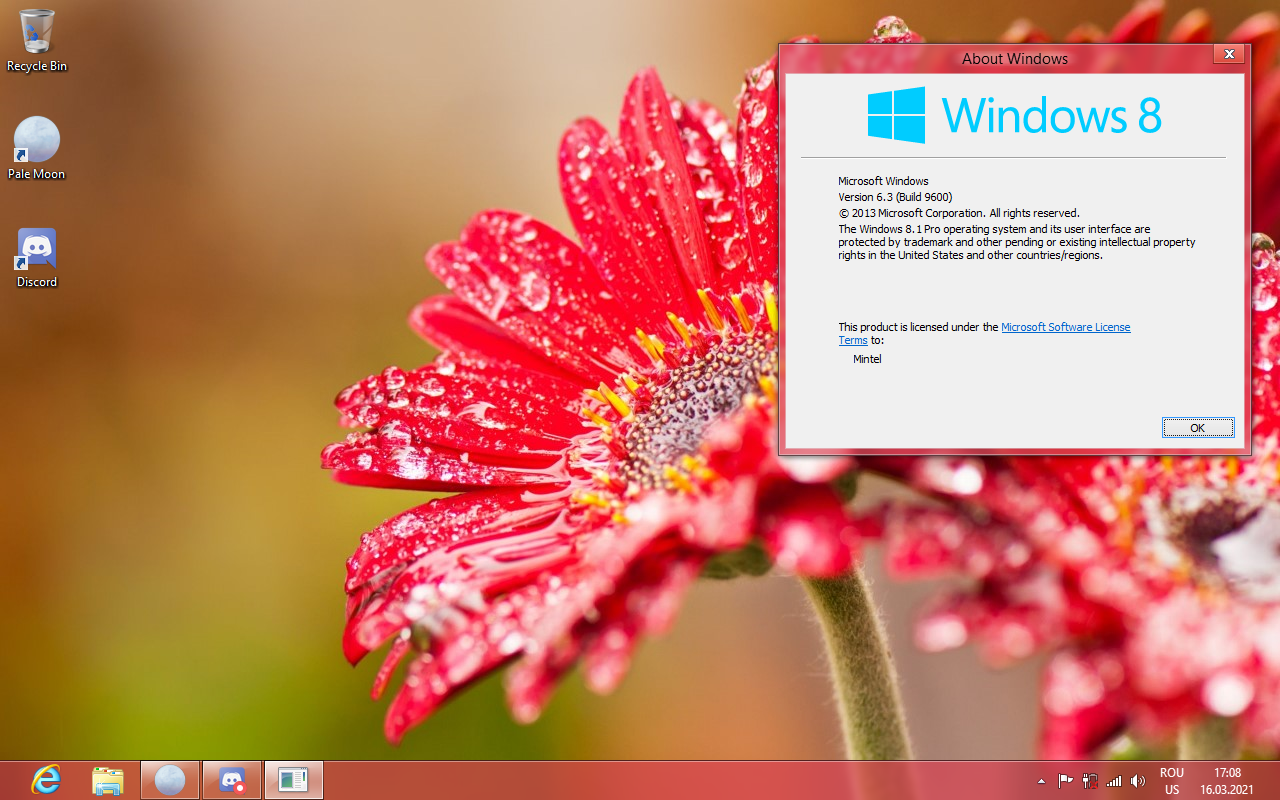 Recycle Bin
Pale Moon
Discord
About Windows
Windows 8
Microsoft Windows
Version 6.3 (Build 9600)
© 2013 Microsoft Corporation. All rights reserved.
The Windows 8.1 Pro operating system and its user interface are
protected by trademark and other pending or existing intellectual property
rights in the United States and other countries/regions.
This product is licensed under the Microsoft Software License
Terms to:
Mintel
OK
ROU
US
17:08
16.03.2021